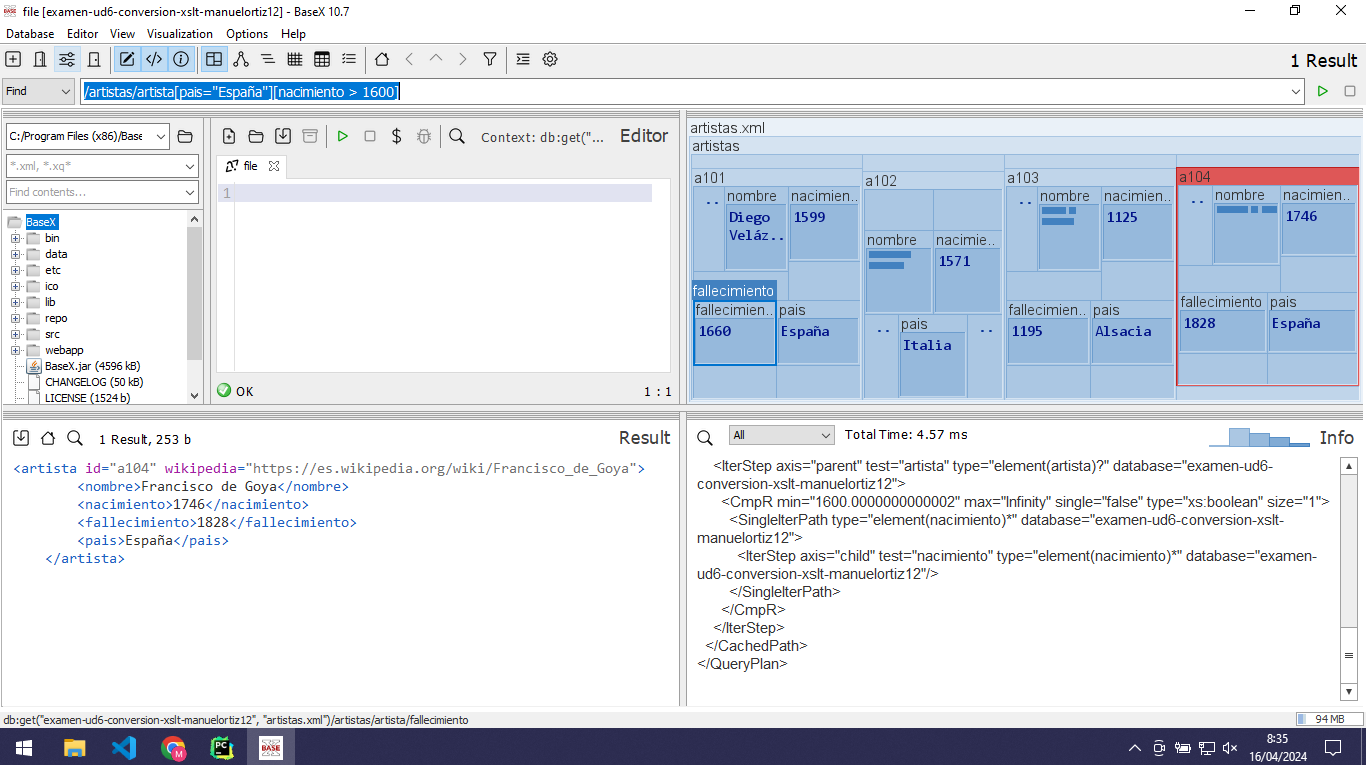 file [examen-ud6-conversion-xslt-manuelortiz12] - BaseX 10.7
Database Editor View Visualization Options Help
1 Result
Find /artistas/artista[pais="España"][nacimiento > 1600]
C:/Program Files (x86)/Base
*.xml, *.xq*
Find contents...
BaseX
bin
data
etc
ico
lib
repo
src
webapp
BaseX.jar (4596 kB)
CHANGELOG (50 kB)
LICENSE (1524 b)
$ Context: db:get("... Editor
file
1
OK 1 : 1
artistas.xml
artistas
a101
.. nombre nacimien..
Diego Veláz..
1599
fallecimiento
fallecimien.. pais
1660 España
a102
nombre nacimie..
1571
.. pais ..
Italia
a103
.. nombre nacimien..
1125
fallecimien.. pais
1195 Alsacia
a104
.. nombre nacimien..
1746
fallecimiento pais
1828 España
1 Result, 253 b Result
<artista id="a104" wikipedia="https://es.wikipedia.org/wiki/Francisco_de_Goya">
<nombre>Francisco de Goya</nombre>
<nacimiento>1746</nacimiento>
<fallecimiento>1828</fallecimiento>
<pais>España</pais>
</artista>
All Total Time: 4.57 ms Info
<IterStep axis="parent" test="artista" type="element(artista)?" database="examen-ud6-
conversion-xslt-manuelortiz12">
<CmpR min="1600.0000000000002" max="Infinity" single="false" type="xs:boolean" size="1">
<SingleIterPath type="element(nacimiento)*" database="examen-ud6-conversion-xslt-
manuelortiz12">
<IterStep axis="child" test="nacimiento" type="element(nacimiento)*" database="examen-
ud6-conversion-xslt-manuelortiz12"/>
</SingleIterPath>
</CmpR>
</IterStep>
</CachedPath>
</QueryPlan>
db:get("examen-ud6-conversion-xslt-manuelortiz12", "artistas.xml")/artistas/artista/fallecimiento
94 MB
PC
M
BASE
8:35
16/04/2024